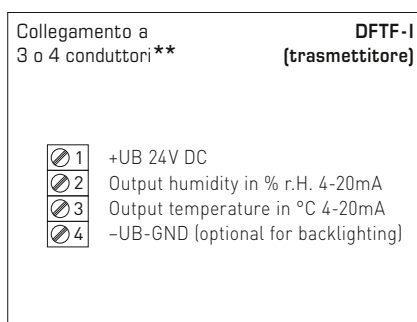 Collegamento a DFTF-I
3 o 4 conduttori** (trasmettitore)
1 +UB 24V DC
2 Output humidity in % r.H. 4-20mA
3 Output temperature in °C 4-20mA
4 –UB-GND (optional for backlighting)